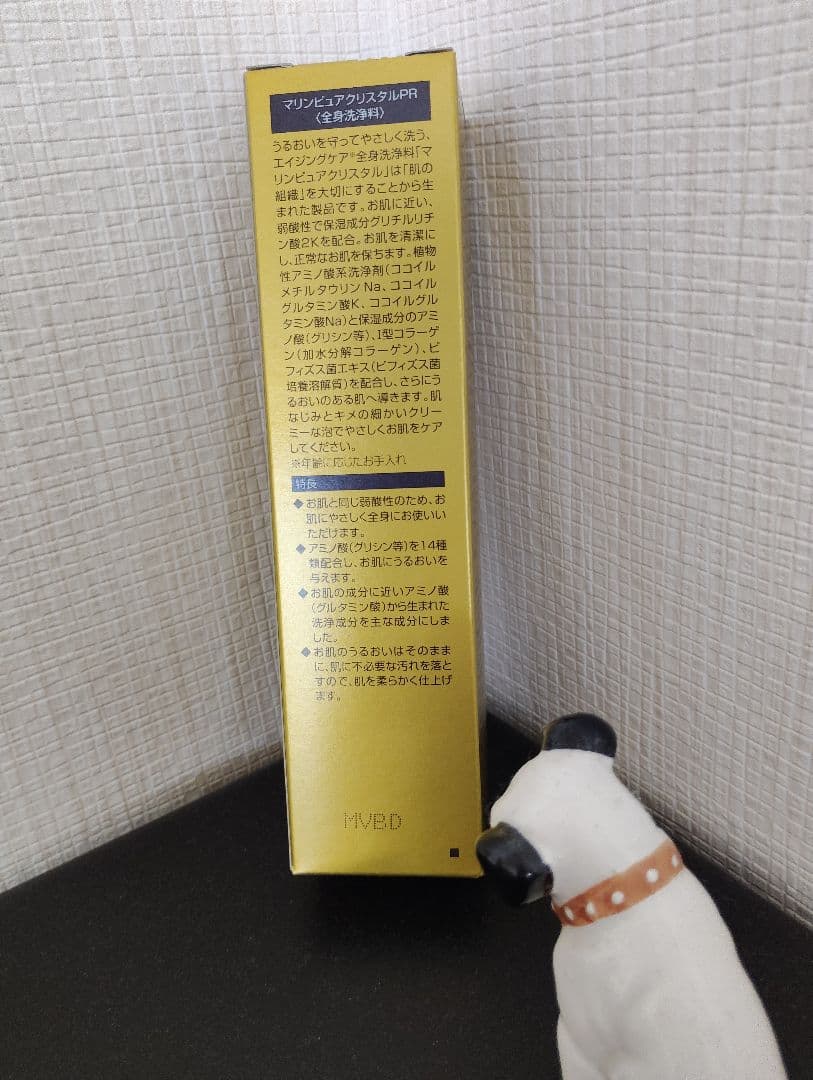 マリンピュアクリスタルPR
〈全身洗浄料〉
うるおいを守ってやさしく洗う、
エイジングケア※全身洗浄料「マ
リンピュアクリスタル」は「肌の
組織」を大切にすることから生
まれた製品です。お肌に近い、
弱酸性で保湿成分グリチルリチ
ン酸2Kを配合。お肌を清潔に
し、正常なお肌を保ちます。植物
性アミノ酸系洗浄剤(ココイル
メチルタウリンNa、ココイル
グルタミン酸K、ココイルグル
タミン酸Na)と保湿成分のアミ
ノ酸(グリシン等)、I型コラーゲ
ン(加水分解コラーゲン)、ビ
フィズス菌エキス(ビフィズス菌
培養溶解質)を配合し、さらにう
るおいのある肌へ導きます。肌
なじみとキメの細かいクリー
ミーな泡でやさしくお肌をケア
してください。
※年齢に応じたお手入れ
特長
◆お肌と同じ弱酸性のため、お
肌にやさしく全身にお使いい
ただけます。
◆アミノ酸(グリシン等)を14種
類配合し、お肌にうるおいを
与えます。
◆お肌の成分に近いアミノ酸
(グルタミン酸)から生まれた
洗浄成分を主な成分にしま
した。
◆お肌のうるおいはそのまま
に、肌に不必要な汚れを落と
すので、肌を柔らかく仕上げ
ます。
MVBD